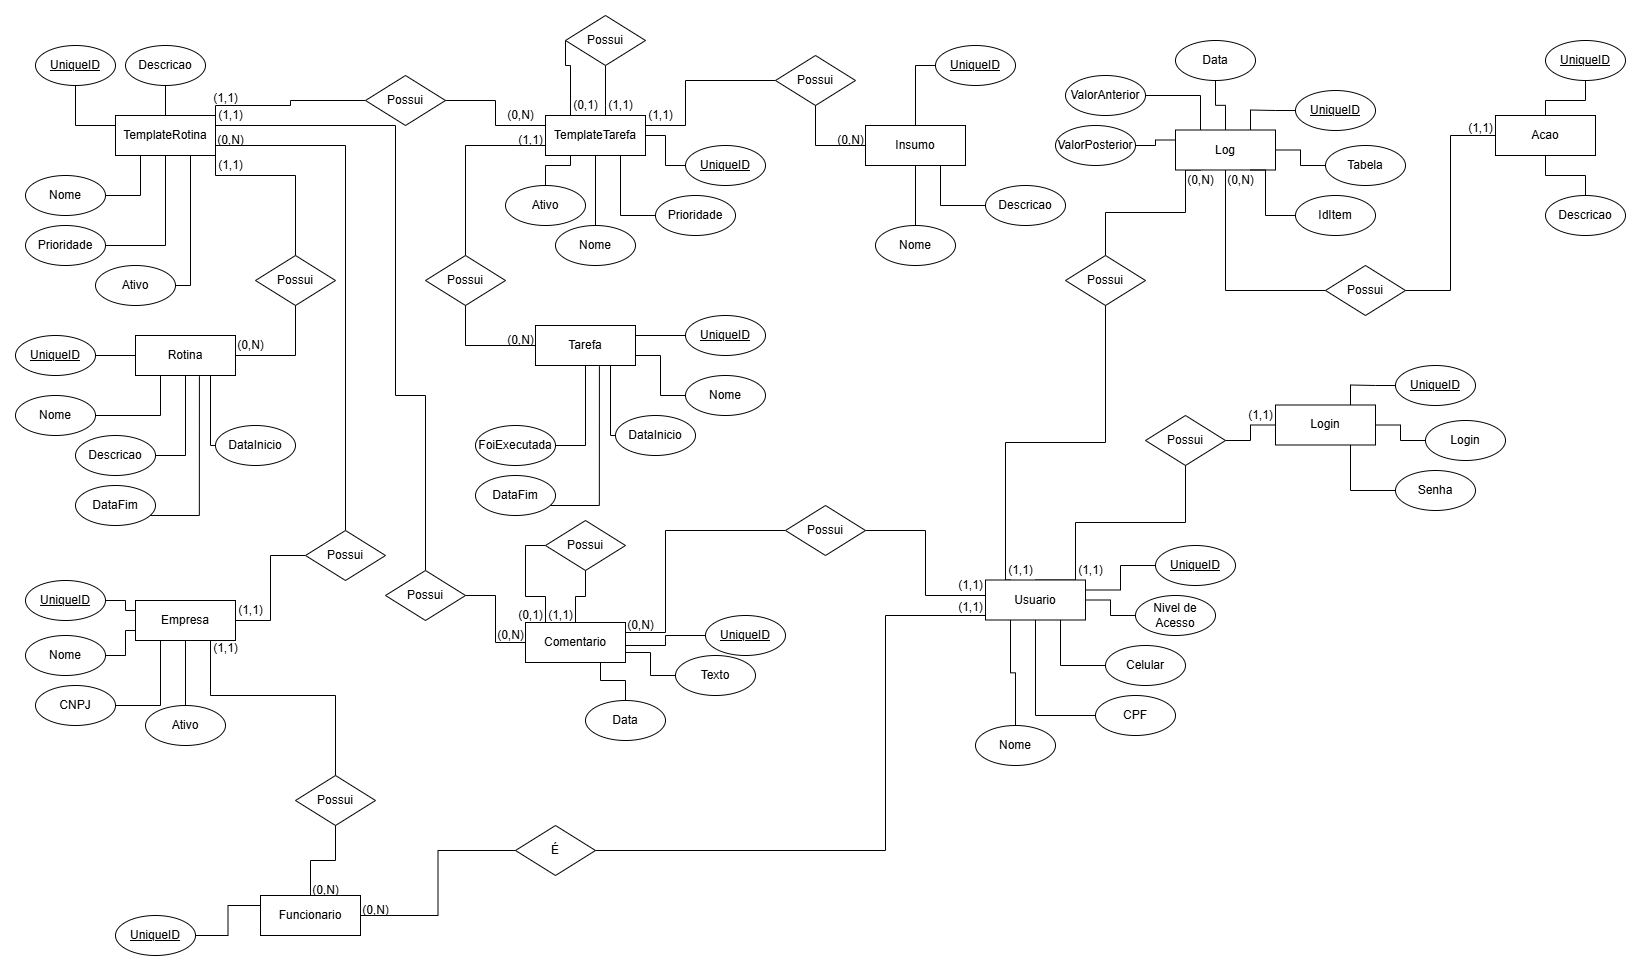 Possui
UniqueID
Descricao
(1,1)
Possui
(0,N)
(0,1)
(1,1)
(1,1)
Possui
UniqueID
Data
ValorAnterior
UniqueID
UniqueID
TemplateRotina
(1,1)
(0,N)
(1,1)
TemplateTarefa
(1,1)
UniqueID
(0,N)
Insumo
ValorPosterior
Log
Tabela
(1,1)
Acao
Nome
Prioridade
Ativo
Ativo
Nome
Prioridade
Nome
Descricao
(0,N)
(0,N)
IdItem
Descricao
Possui
Possui
Possui
Possui
UniqueID
Rotina
(0,N)
(0,N)
Tarefa
UniqueID
Nome
Descricao
DataFim
DataInicio
FoiExecutada
DataFim
DataInicio
Nome
Possui
(1,1)
Login
UniqueID
Login
Senha
Possui
Possui
Possui
Possui
UniqueID
Nome
CNPJ
Empresa
(1,1)
(1,1)
Ativo
(0,N)
(0,1)
(1,1)
(0,N)
Comentario
UniqueID
Texto
Data
(1,1)
(1,1)
(1,1)
(1,1)
Usuario
UniqueID
Nivel de
Acesso
Celular
CPF
Nome
Possui
É
(0,N)
(0,N)
Funcionario
UniqueID